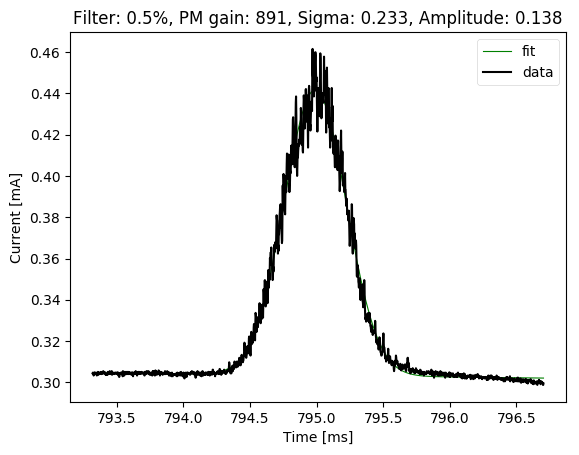 Filter: 0.5%, PM gain: 891, Sigma: 0.233, Amplitude: 0.138
fit
data
Current [mA]
0.46
0.44
0.42
0.40
0.38
0.36
0.34
0.32
0.30
793.5 794.0 794.5 795.0 795.5 796.0 796.5
Time [ms]